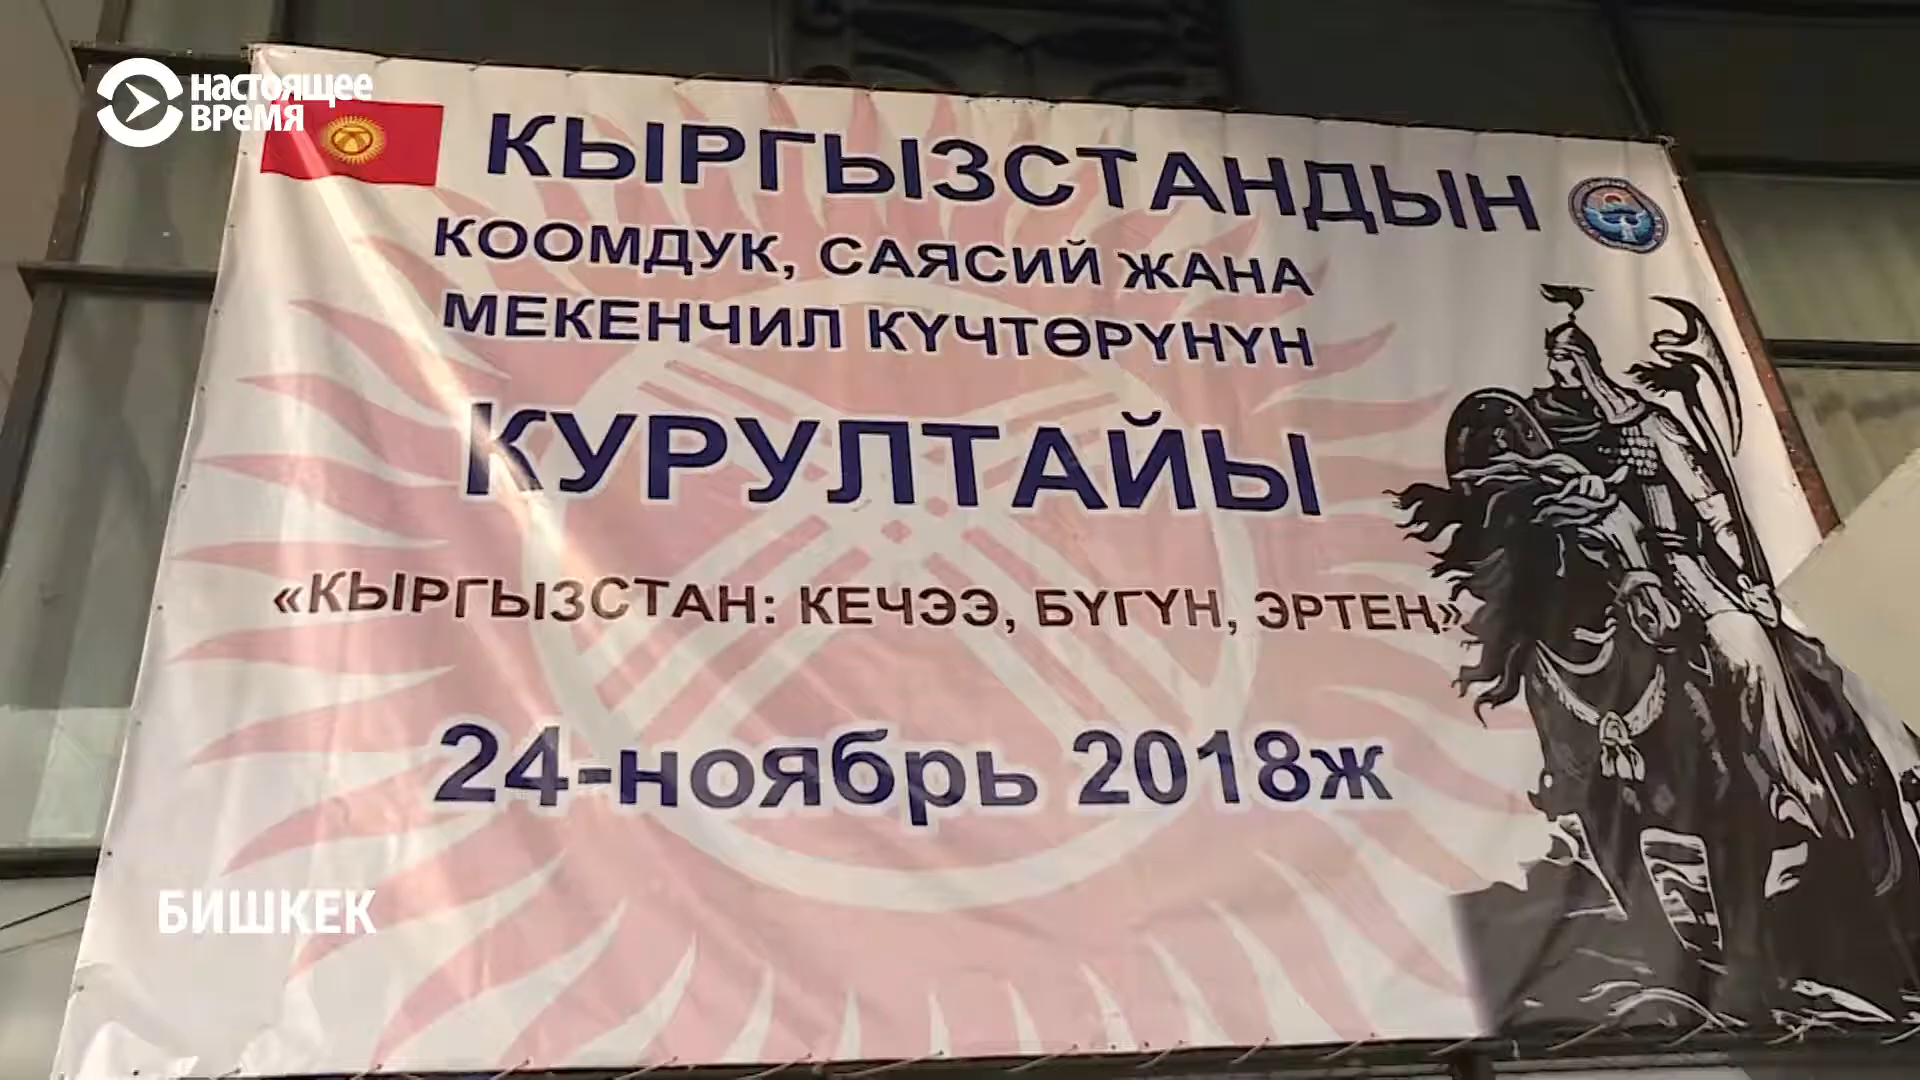 НАСТОЯЩЕЕ
ВРЕМЯ
КЫРГЫЗСТАНДЫН
КООМДУК, САЯСИЙ ЖАНА
МЕКЕНЧИЛ КҮЧТӨРҮНҮН
КУРУЛТАЙЫ
«КЫРГЫЗСТАН: КЕЧЭЭ, БҮГҮН, ЭРТЕҢ»
24-ноябрь 2018ж
БИШКЕК